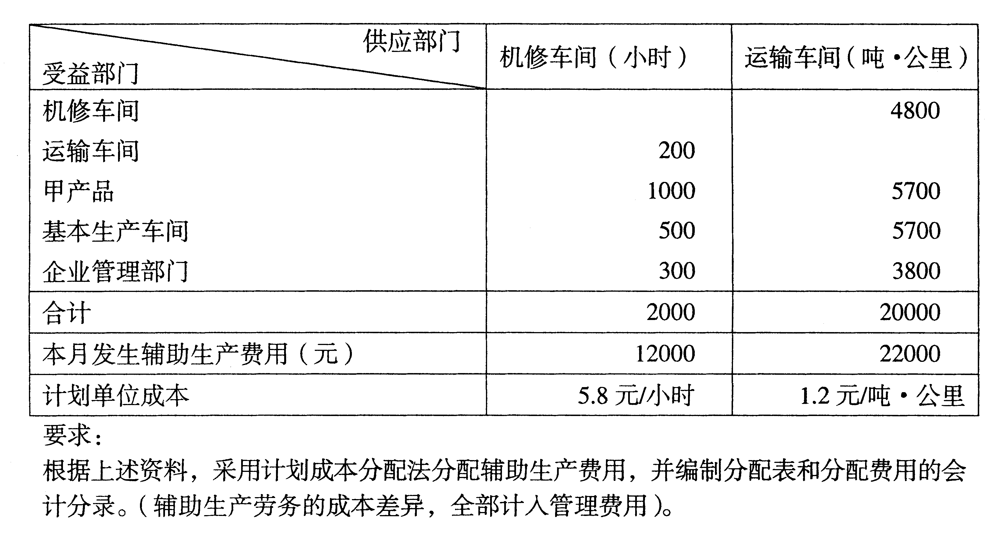 供应部门
受益部门
机修车间（小时）
运输车间（吨·公里）
机修车间 4800
运输车间 200
甲产品 1000 5700
基本生产车间 500 5700
企业管理部门 300 3800
合计 2000 20000
本月发生辅助生产费用（元） 12000 22000
计划单位成本 5.8元/小时 1.2元/吨·公里
要求：
根据上述资料，采用计划成本分配法分配辅助生产费用，并编制分配表和分配费用的会
计分录。（辅助生产劳务的成本差异，全部计入管理费用）。